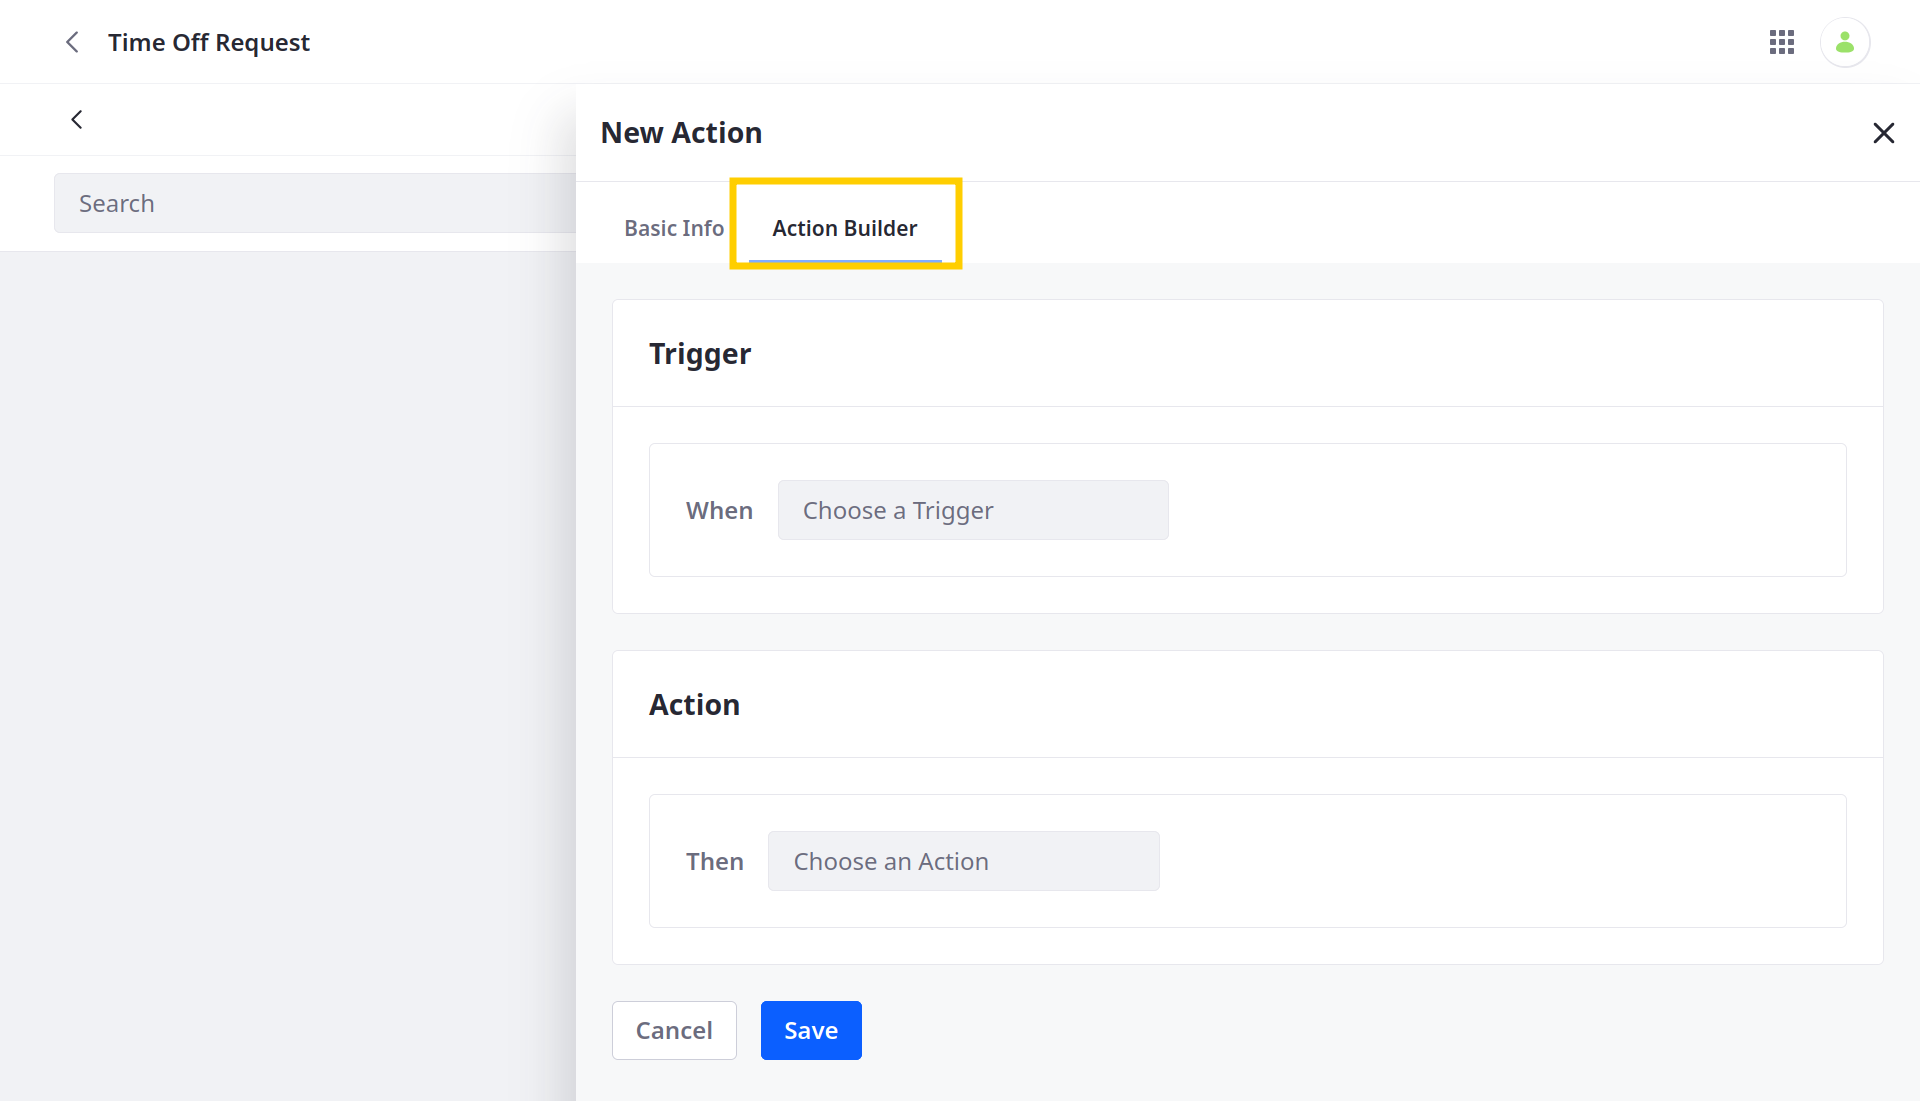 Time Off Request
New Action
Search
Basic Info Action Builder
Trigger
When Choose a Trigger
Action
Then Choose an Action
Cancel Save